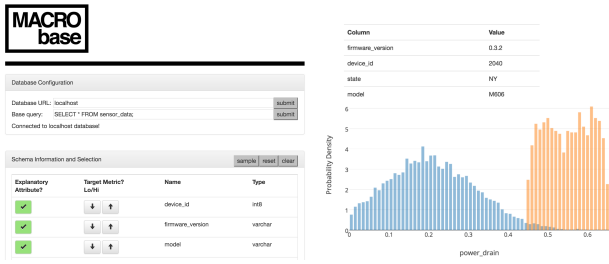 MACRO
base
Database Configuration
Database URL: localhost submit
Base query: SELECT * FROM sensor_data; submit
Connected to localhost database!
Schema Information and Selection sample reset clear
Explanatory Attribute? Target Metric? Lo/Hi Name Type
device_id int8
firmware_version varchar
model varchar
Column Value
firmware_version 0.3.2
device_id 2040
state NY
model M606
Probability Density
6
5
4
3
2
1
0
0 0.1 0.2 0.3 0.4 0.5 0.6
power_drain